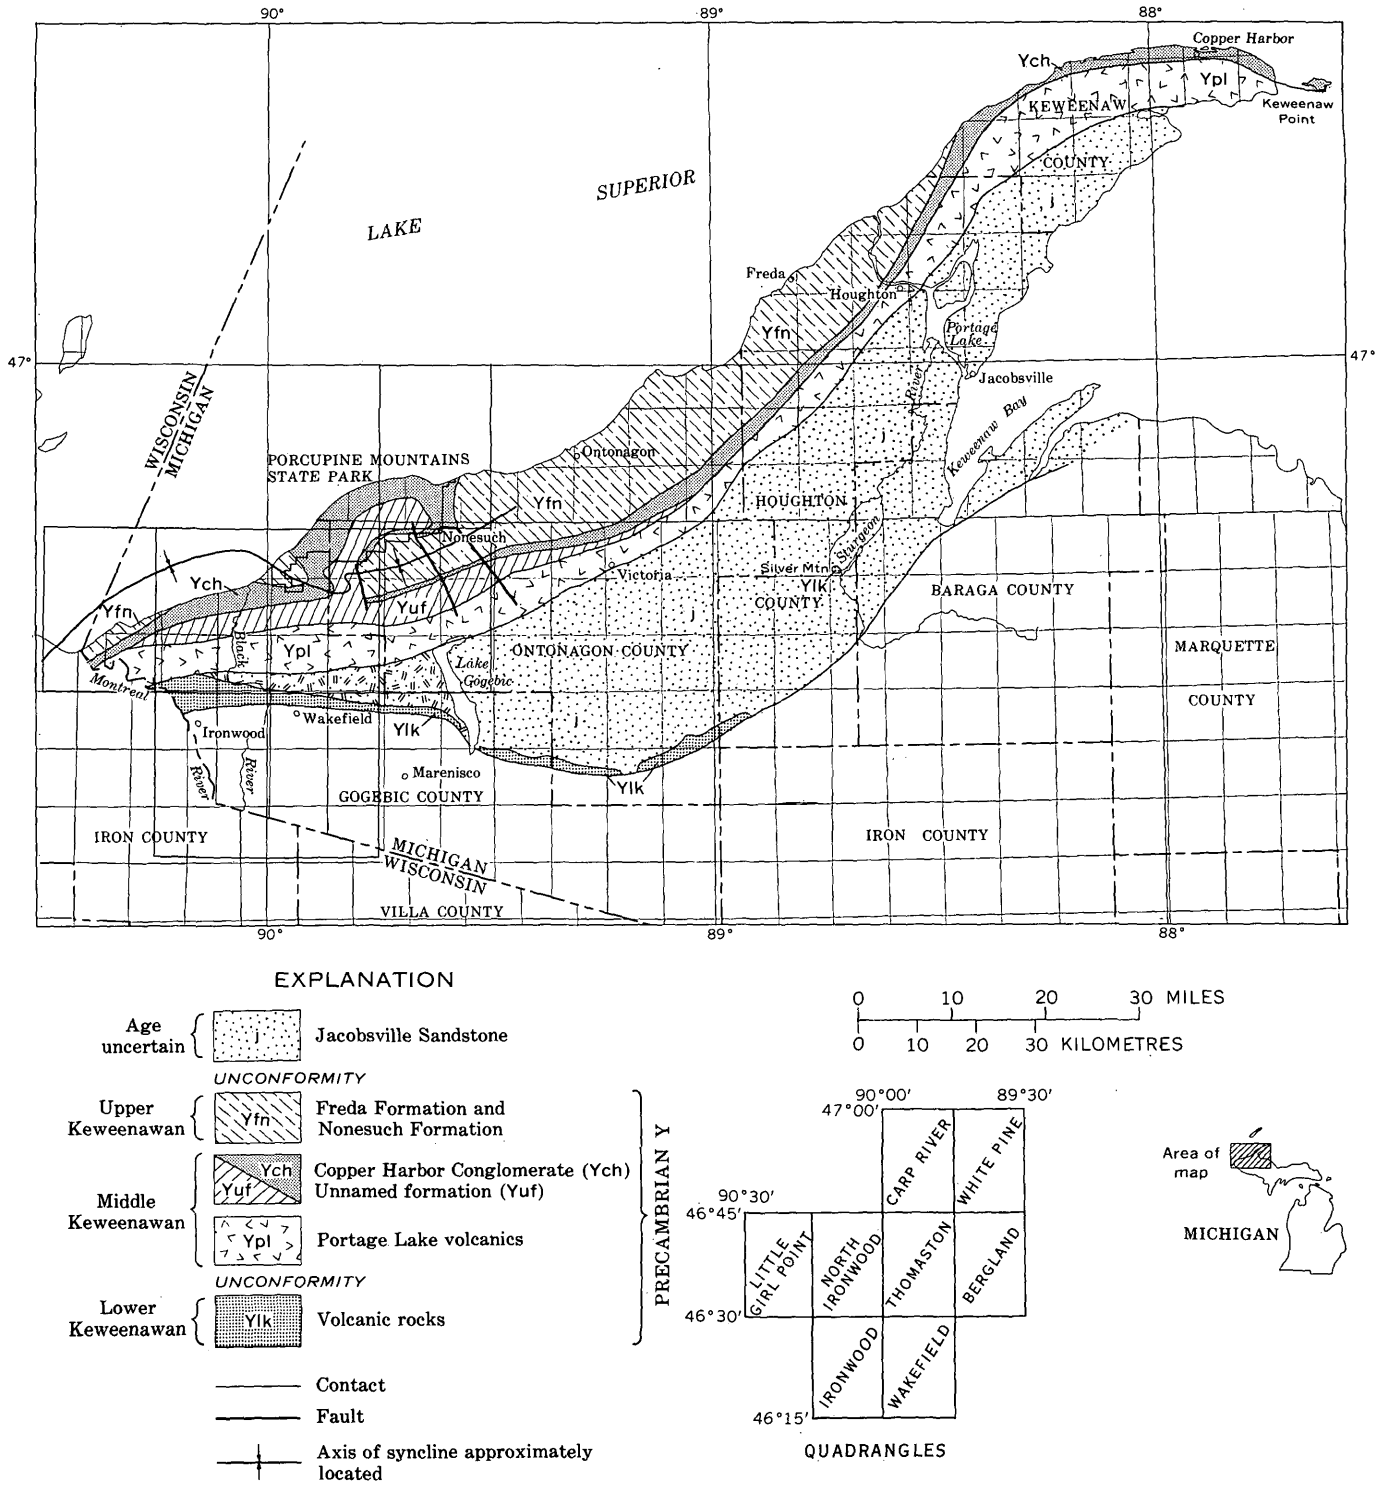 90°
89°
88°
Copper Harbor
Ych
Ypl
KEWEENAW
Keweenaw
Point
COUNTY
j
SUPERIOR
LAKE
Freda
Houghton
Yfn
Portage
Lake
47°
47°
Jacobsville
River
Keweenaw Bay
WISCONSIN
MICHIGAN
j
PORCUPINE MOUNTAINS
STATE PARK
Ontonagon
Yfn
HOUGHTON
Nonesuch
Sturgeon
Victoria
Silver Mtn
Ylk
COUNTY
Ych
BARAGA COUNTY
Yfn
Yuf
j
Black
Ypl
ONTONAGON COUNTY
MARQUETTE
Lake
Gogebic
Montreal
COUNTY
Wakefield
Ylk
j
Ironwood
River
River
Marenisco
Ylk
GOGEBIC COUNTY
IRON COUNTY
IRON COUNTY
MICHIGAN
WISCONSIN
VILLA COUNTY
90°
89°
88°
EXPLANATION
Age
uncertain
j
Jacobsville Sandstone
UNCONFORMITY
Upper
Keweenawan
Yfn
Freda Formation and
Nonesuch Formation
Middle
Keweenawan
Ych
Yuf
Copper Harbor Conglomerate (Ych)
Unnamed formation (Yuf)
Ypl
Portage Lake volcanics
UNCONFORMITY
Lower
Keweenawan
Ylk
Volcanic rocks
PRECAMBRIAN Y
Contact
Fault
Axis of syncline approximately
located
0 10 20 30 MILES
0 10 20 30 KILOMETRES
90°00'
89°30'
47°00'
CARP RIVER
WHITE PINE
90°30'
46°45'
LITTLE
GIRL POINT
NORTH
IRONWOOD
THOMASTON
BERGLAND
46°30'
IRONWOOD
WAKEFIELD
46°15'
QUADRANGLES
Area of
map
MICHIGAN